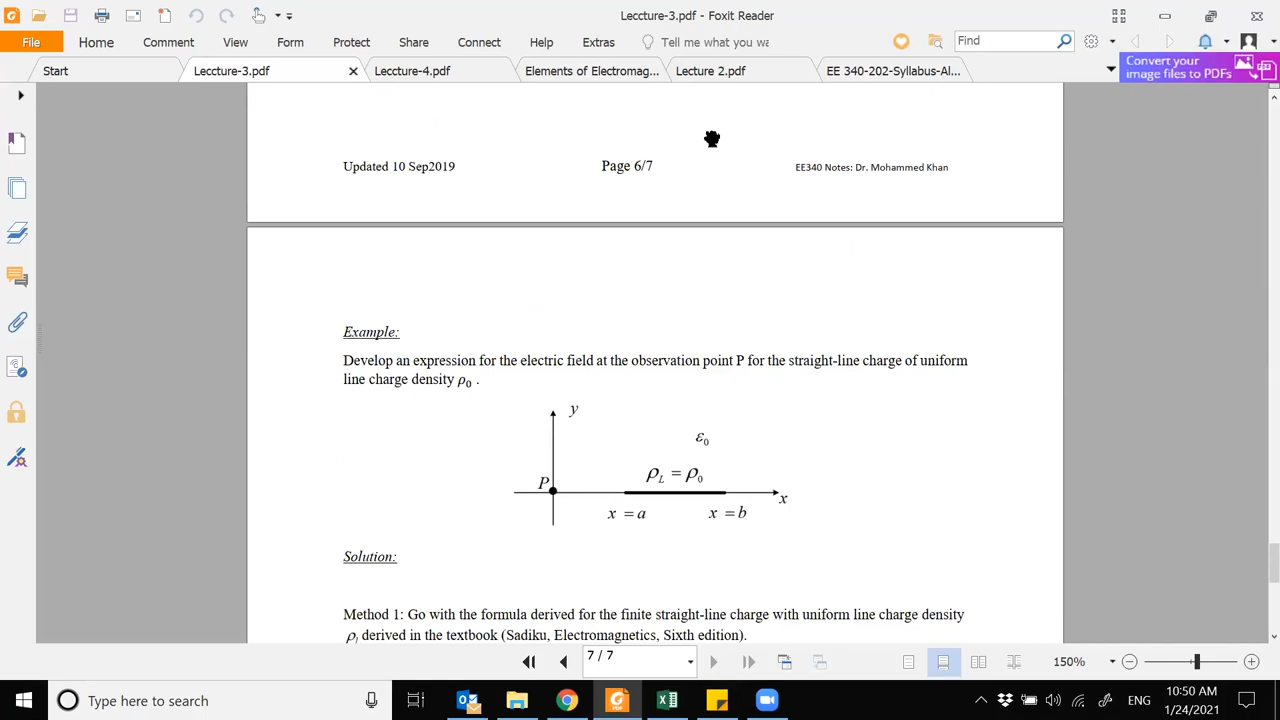 Leccture-3.pdf - Foxit Reader
File Home Comment View Form Protect Share Connect Help Extras Tell me what you wa Find
Start Leccture-3.pdf Leccture-4.pdf Elements of Electromag... Lecture 2.pdf EE 340-202-Syllabus-Al... Convert your
image files to PDFs
Updated 10 Sep2019 Page 6/7 EE340 Notes: Dr. Mohammed Khan
Example:
Develop an expression for the electric field at the observation point P for the straight-line charge of uniform
line charge density ρ₀ .
y
ε₀
ρ_L = ρ₀
P
x
x = a x = b
Solution:
Method 1: Go with the formula derived for the finite straight-line charge with uniform line charge density
ρ_l derived in the textbook (Sadiku, Electromagnetics, Sixth edition).
7 / 7 150%
Type here to search ENG 10:50 AM
1/24/2021